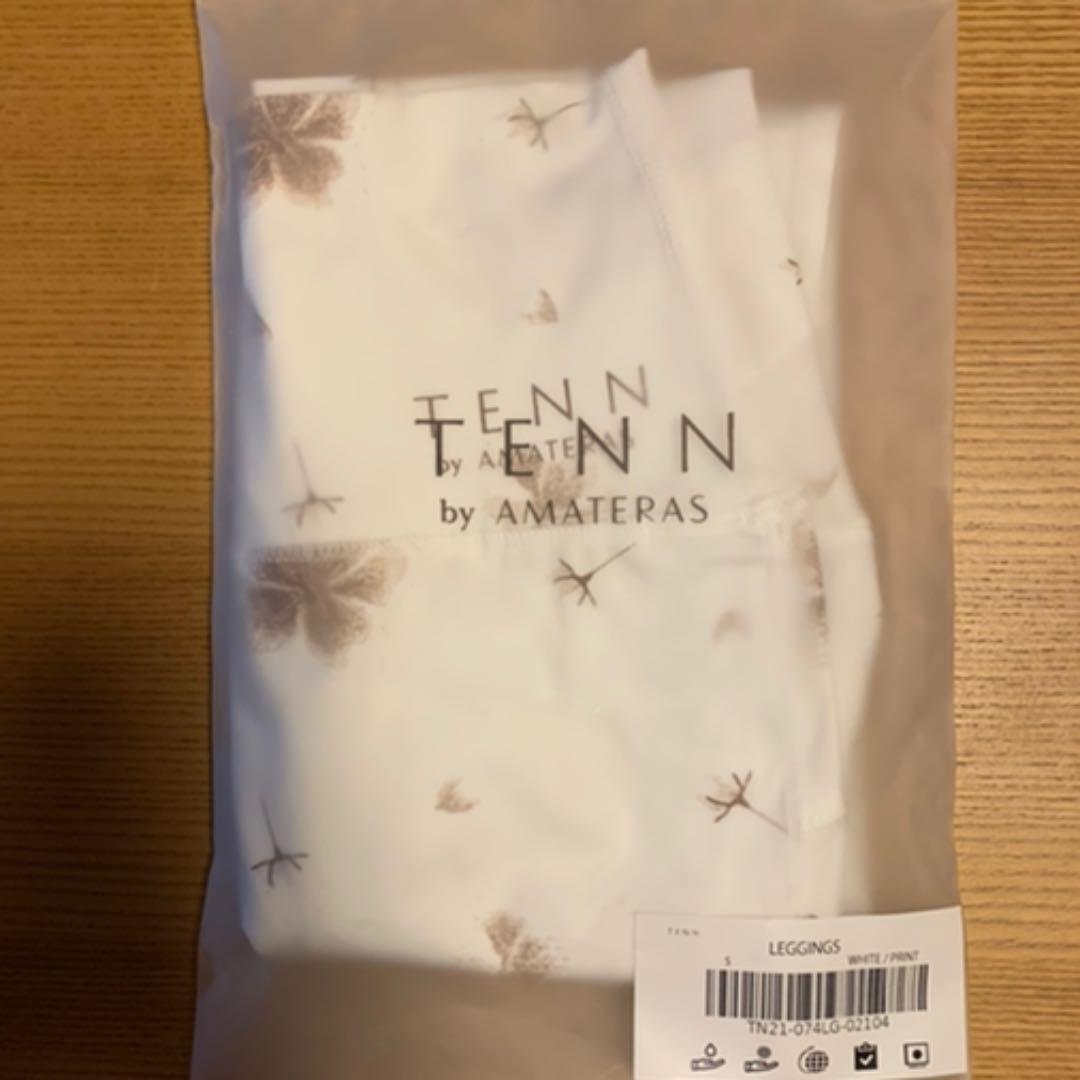 TENN
by AMATERAS
TENN
by AMATERAS
TENN
LEGGINGS
S WHITE / PRINT
TN21-074LG-02104